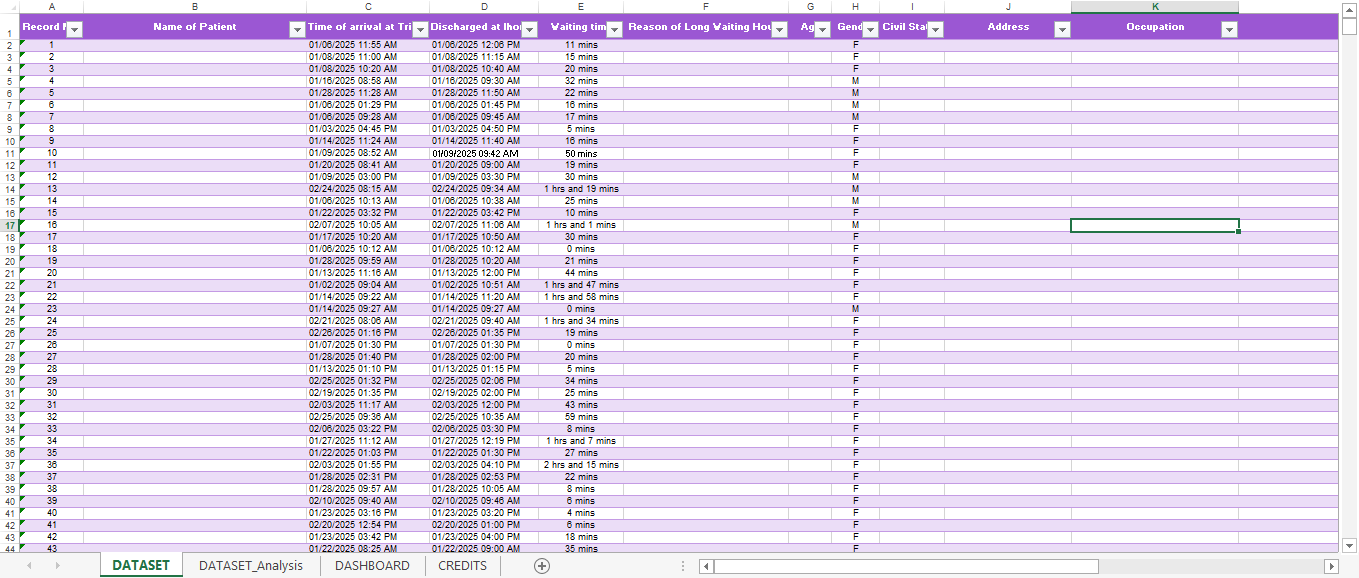 A B C D E F G H I J K
1 Record Name of Patient Time of arrival at Tri Discharged at Iho Waiting tim Reason of Long Waiting Hou Ag Gend Civil Sta Address Occupation
2 1 01/06/2025 11:55 AM 01/06/2025 12:06 PM 11 mins F
3 2 01/08/2025 11:00 AM 01/08/2025 11:15 AM 15 mins F
4 3 01/08/2025 10:20 AM 01/08/2025 10:40 AM 20 mins F
5 4 01/16/2025 08:58 AM 01/16/2025 09:30 AM 32 mins M
6 5 01/28/2025 11:28 AM 01/28/2025 11:50 AM 22 mins M
7 6 01/06/2025 01:29 PM 01/06/2025 01:45 PM 16 mins M
8 7 01/06/2025 09:28 AM 01/06/2025 09:45 AM 17 mins M
9 8 01/03/2025 04:45 PM 01/03/2025 04:50 PM 5 mins F
10 9 01/14/2025 11:24 AM 01/14/2025 11:40 AM 16 mins F
11 10 01/09/2025 08:52 AM 01/09/2025 09:42 AM 50 mins F
12 11 01/20/2025 08:41 AM 01/20/2025 09:00 AM 19 mins F
13 12 01/09/2025 03:00 PM 01/09/2025 03:30 PM 30 mins M
14 13 02/24/2025 08:15 AM 02/24/2025 09:34 AM 1 hrs and 19 mins M
15 14 01/06/2025 10:13 AM 01/06/2025 10:38 AM 25 mins M
16 15 01/22/2025 03:32 PM 01/22/2025 03:42 PM 10 mins F
17 16 02/07/2025 10:05 AM 02/07/2025 11:06 AM 1 hrs and 1 mins M
18 17 01/17/2025 10:20 AM 01/17/2025 10:50 AM 30 mins F
19 18 01/06/2025 10:12 AM 01/06/2025 10:12 AM 0 mins F
20 19 01/28/2025 09:59 AM 01/28/2025 10:20 AM 21 mins F
21 20 01/13/2025 11:16 AM 01/13/2025 12:00 PM 44 mins F
22 21 01/02/2025 09:04 AM 01/02/2025 10:51 AM 1 hrs and 47 mins F
23 22 01/14/2025 09:22 AM 01/14/2025 11:20 AM 1 hrs and 58 mins F
24 23 01/14/2025 09:27 AM 01/14/2025 09:27 AM 0 mins M
25 24 02/21/2025 08:06 AM 02/21/2025 09:40 AM 1 hrs and 34 mins F
26 25 02/26/2025 01:16 PM 02/26/2025 01:35 PM 19 mins F
27 26 01/07/2025 01:30 PM 01/07/2025 01:30 PM 0 mins F
28 27 01/28/2025 01:40 PM 01/28/2025 02:00 PM 20 mins F
29 28 01/13/2025 01:10 PM 01/13/2025 01:15 PM 5 mins F
30 29 02/25/2025 01:32 PM 02/25/2025 02:06 PM 34 mins F
31 30 02/19/2025 01:35 PM 02/19/2025 02:00 PM 25 mins F
32 31 02/03/2025 11:17 AM 02/03/2025 12:00 PM 43 mins F
33 32 02/25/2025 09:36 AM 02/25/2025 10:35 AM 59 mins F
34 33 02/06/2025 03:22 PM 02/06/2025 03:30 PM 8 mins F
35 34 01/27/2025 11:12 AM 01/27/2025 12:19 PM 1 hrs and 7 mins F
36 35 01/22/2025 01:03 PM 01/22/2025 01:30 PM 27 mins F
37 36 02/03/2025 01:55 PM 02/03/2025 04:10 PM 2 hrs and 15 mins F
38 37 01/28/2025 02:31 PM 01/28/2025 02:53 PM 22 mins F
39 38 01/28/2025 09:57 AM 01/28/2025 10:05 AM 8 mins F
40 39 02/10/2025 09:40 AM 02/10/2025 09:46 AM 6 mins F
41 40 01/23/2025 03:16 PM 01/23/2025 03:20 PM 4 mins F
42 41 02/20/2025 12:54 PM 02/20/2025 01:00 PM 6 mins F
43 42 01/23/2025 03:42 PM 01/23/2025 04:00 PM 18 mins F
44 43 01/22/2025 08:25 AM 01/22/2025 09:00 AM 35 mins F
DATASET DATASET_Analysis DASHBOARD CREDITS